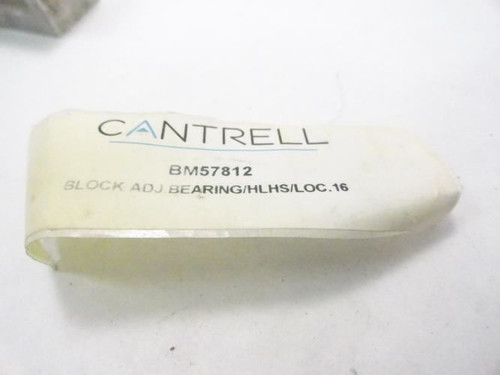 CANTRELL
BM57812
BLOCK ADJ.BEARING/HLHS/LOC.16